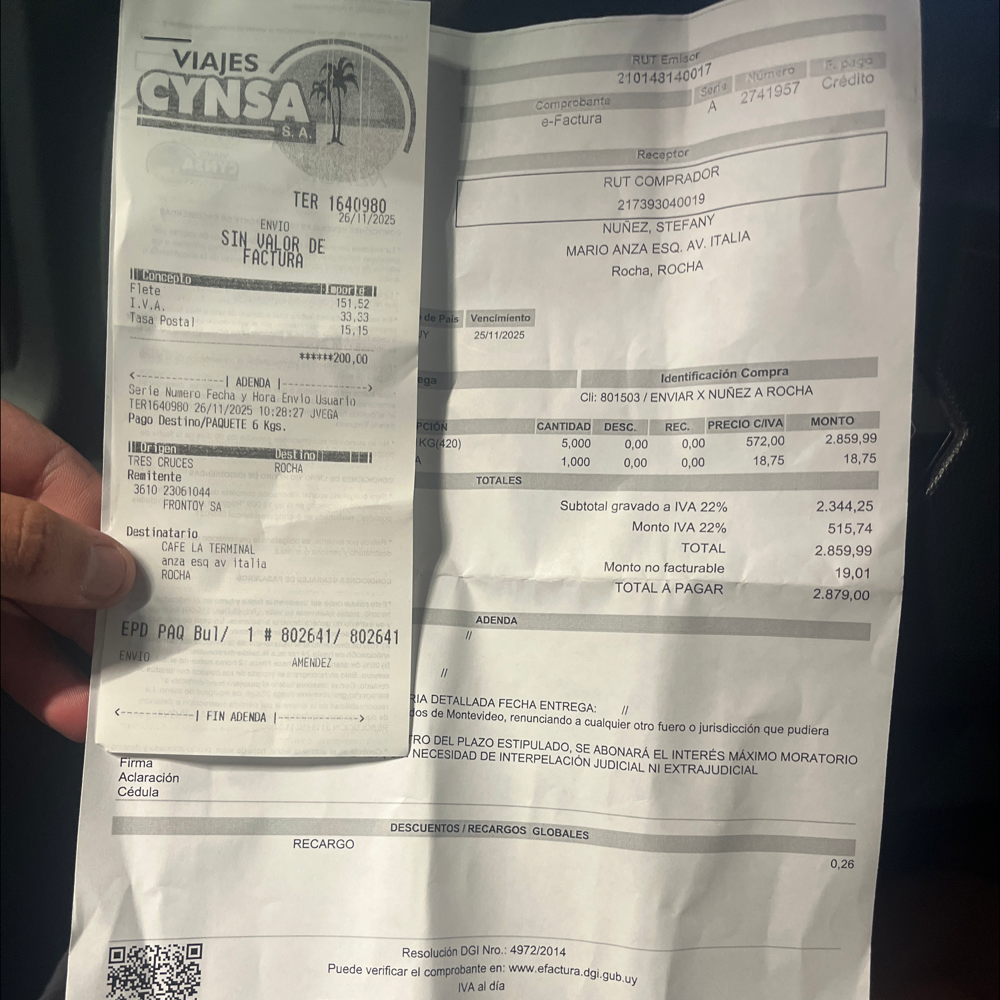 VIAJES
CYNSA
S.A.
TER 1640980
26/11/2025
ENVIO
SIN VALOR DE
FACTURA
Concepto Importe
Flete 151,52
I.V.A. 33,33
Tasa Postal 15,15
******200,00
<------------| ADENDA |------------>
Serie Numero Fecha y Hora Envio Usuario
TER1640980 26/11/2025 10:28:27 JVEGA
Pago Destino/PAQUETE 6 Kgs.
Origen Destino
TRES CRUCES ROCHA
Remitente
3610 23061044
FRONTOY SA
Destinatario
CAFE LA TERMINAL
anza esq av italia
ROCHA
EPD PAQ Bul/ 1 # 802641/ 802641
ENVIO AMENDEZ
<------------| FIN ADENDA |------------>
RUT Emisor
210148140017
Comprobante Serie Número F. pago
e-Factura A 2741957 Crédito
Receptor
RUT COMPRADOR
217393040019
NUÑEZ, STEFANY
MARIO ANZA ESQ. AV. ITALIA
Rocha, ROCHA
de País Vencimiento
25/11/2025
Identificación Compra
Cli: 801503 / ENVIAR X NUÑEZ A ROCHA
CANTIDAD DESC. REC. PRECIO C/IVA MONTO
KG(420) 5,000 0,00 0,00 572,00 2.859,99
1,000 0,00 0,00 18,75 18,75
TOTALES
Subtotal gravado a IVA 22% 2.344,25
Monto IVA 22% 515,74
TOTAL 2.859,99
Monto no facturable 19,01
TOTAL A PAGAR 2.879,00
ADENDA
//
//
DETALLADA FECHA ENTREGA: //
de Montevideo, renunciando a cualquier otro fuero o jurisdicción que pudiera
DEL PLAZO ESTIPULADO, SE ABONARÁ EL INTERÉS MÁXIMO MORATORIO
NECESIDAD DE INTERPELACIÓN JUDICIAL NI EXTRAJUDICIAL
Firma
Aclaración
Cédula
DESCUENTOS / RECARGOS GLOBALES
RECARGO 0,26
Resolución DGI Nro.: 4972/2014
Puede verificar el comprobante en: www.efactura.dgi.gub.uy
IVA al día